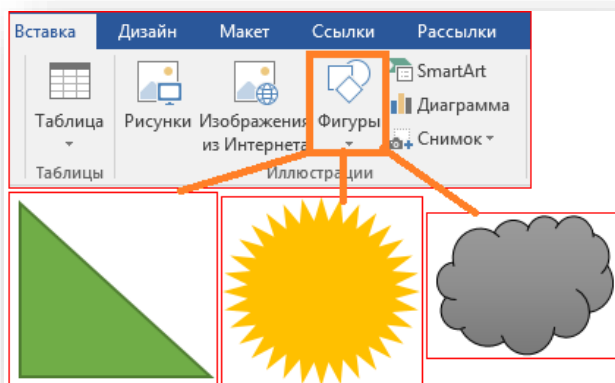 Вставка Дизайн Макет Ссылки Рассылки
Таблица
Рисунки
Изображения
из Интернета
Фигуры
SmartArt
Диаграмма
Снимок
Таблицы
Иллюстрации